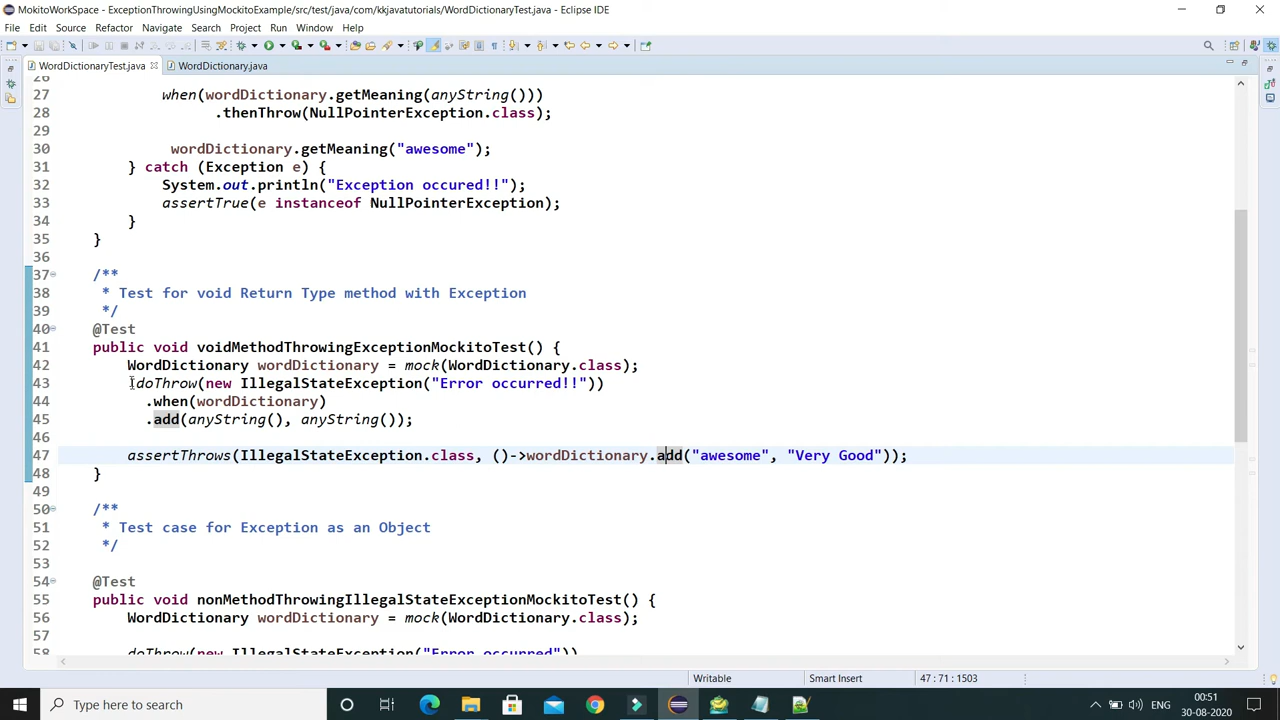 MokitoWorkSpace - ExceptionThrowingUsingMockitoExample/src/test/java/com/kkjavatutorials/WordDictionaryTest.java - Eclipse IDE
File Edit Source Refactor Navigate Search Project Run Window Help
WordDictionaryTest.java WordDictionary.java
26
27 when(wordDictionary.getMeaning(anyString()))
28 .thenThrow(NullPointerException.class);
29
30 wordDictionary.getMeaning("awesome");
31 } catch (Exception e) {
32 System.out.println("Exception occured!!");
33 assertTrue(e instanceof NullPointerException);
34 }
35 }
36
37 /**
38 * Test for void Return Type method with Exception
39 */
40 @Test
41 public void voidMethodThrowingExceptionMockitoTest() {
42 WordDictionary wordDictionary = mock(WordDictionary.class);
43 doThrow(new IllegalStateException("Error occurred!!"))
44 .when(wordDictionary)
45 .add(anyString(), anyString());
46
47 assertThrows(IllegalStateException.class, ()->wordDictionary.add("awesome", "Very Good"));
48 }
49
50 /**
51 * Test case for Exception as an Object
52 */
53
54 @Test
55 public void nonMethodThrowingIllegalStateExceptionMockitoTest() {
56 WordDictionary wordDictionary = mock(WordDictionary.class);
57
58 doThrow(new IllegalStateException("Error occurred"))
Writable Smart Insert 47 : 71 : 1503
Type here to search
ENG
00:51
30-08-2020